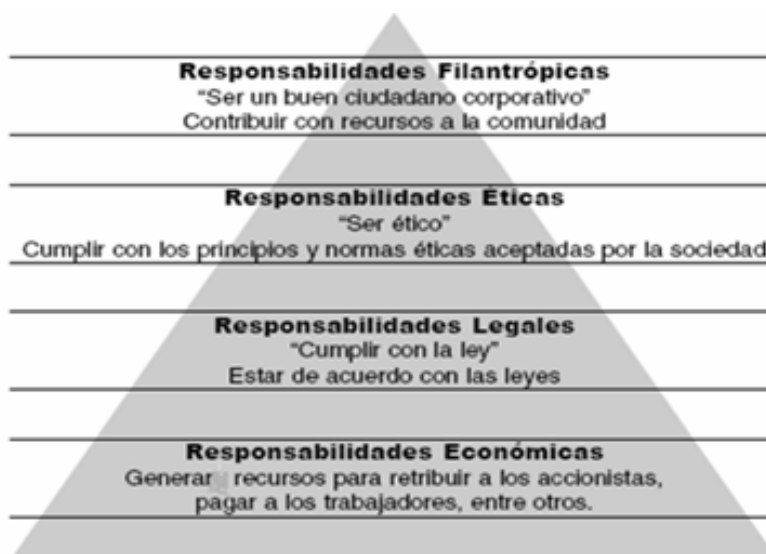 Responsabilidades Filantrópicas
“Ser un buen ciudadano corporativo”
Contribuir con recursos a la comunidad
Responsabilidades Éticas
“Ser ético”
Cumplir con los principios y normas éticas aceptadas por la sociedad
Responsabilidades Legales
“Cumplir con la ley”
Estar de acuerdo con las leyes
Responsabilidades Económicas
Generar recursos para retribuir a los accionistas,
pagar a los trabajadores, entre otros.